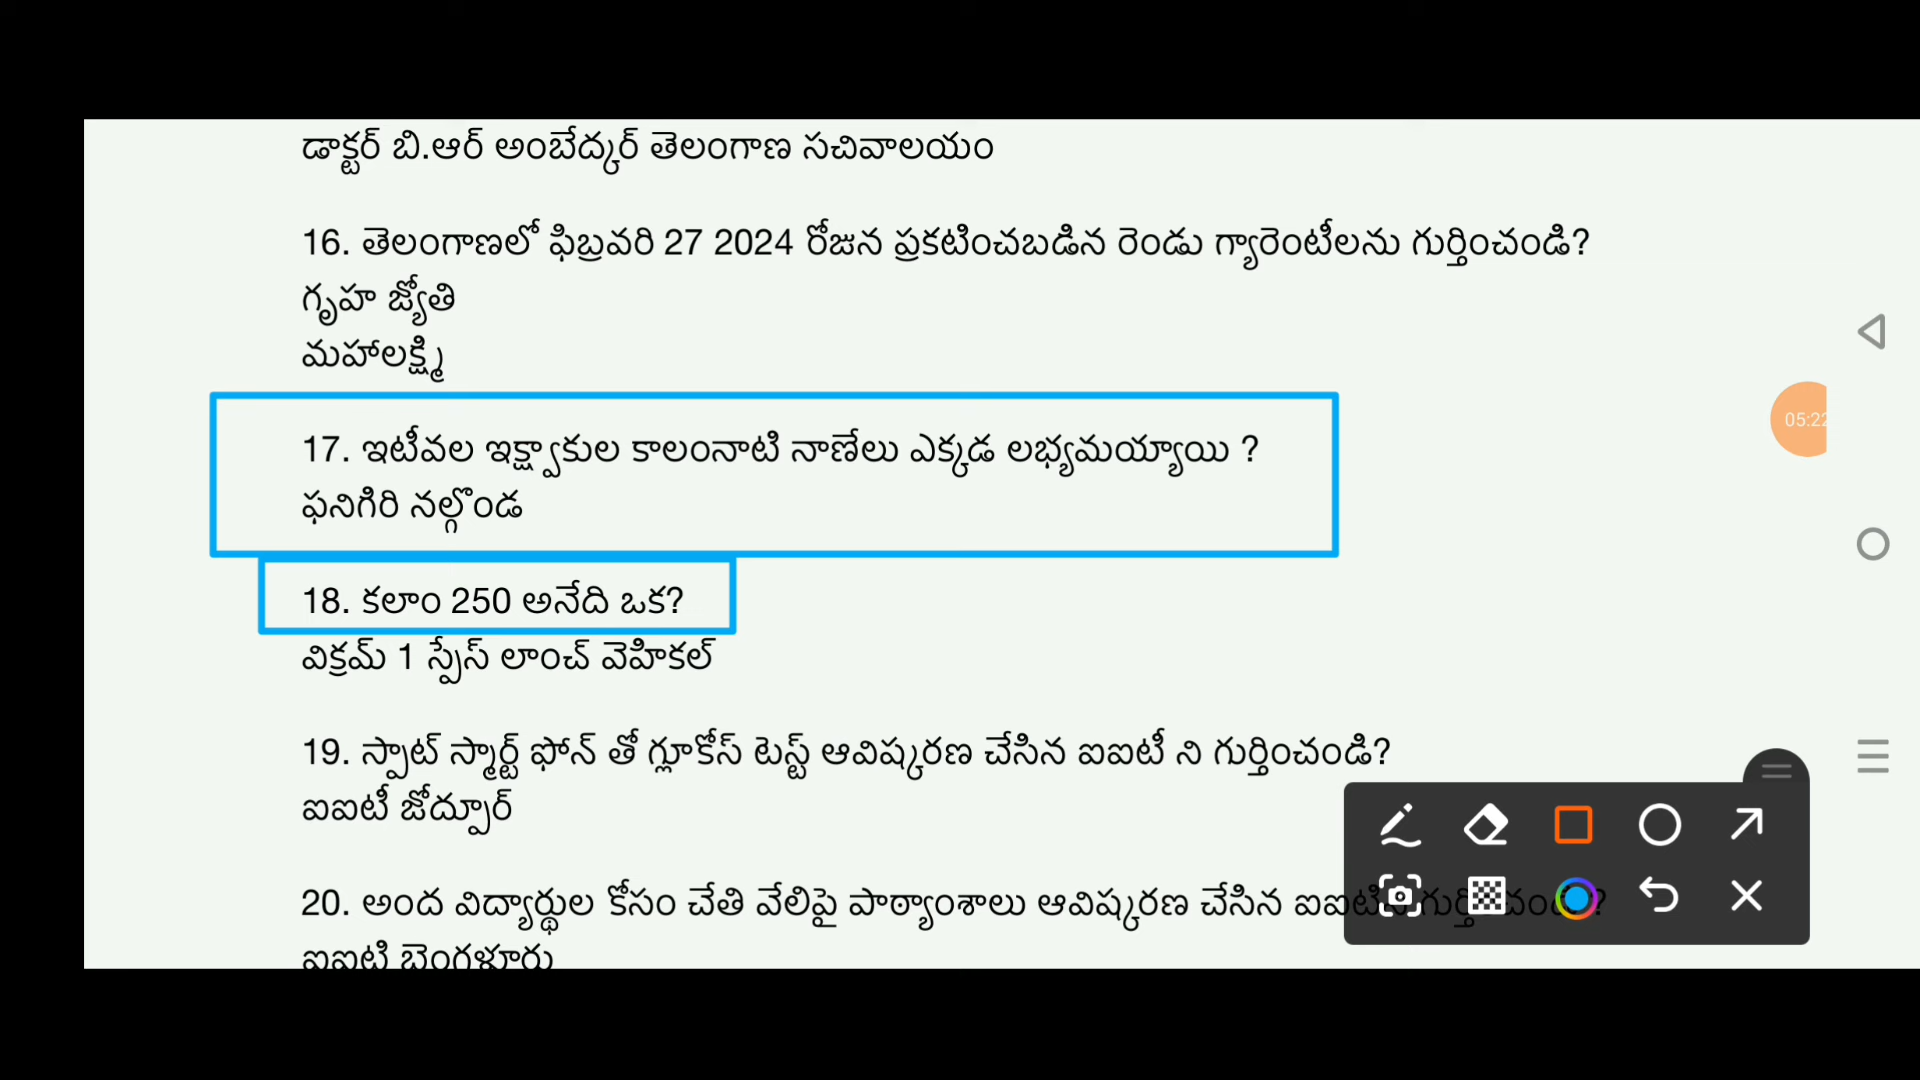 డాక్టర్ బి.ఆర్ అంబేద్కర్ తెలంగాణ సచివాలయం
16. తెలంగాణలో ఫిబ్రవరి 27 2024 రోజున ప్రకటించబడిన రెండు గ్యారెంటీలను గుర్తించండి?
గృహ జ్యోతి
మహాలక్ష్మి
17. ఇటీవల ఇక్ష్వాకుల కాలంనాటి నాణేలు ఎక్కడ లభ్యమయ్యాయి ?
ఫనిగిరి నల్గొండ
05:22
18. కలాం 250 అనేది ఒక?
విక్రమ్ 1 స్పేస్ లాంచ్ వెహికల్
19. స్పాట్ స్మార్ట్ ఫోన్ తో గ్లూకోస్ టెస్ట్ ఆవిష్కరణ చేసిన ఐఐటీ ని గుర్తించండి?
ఐఐటీ జోద్పూర్
20. అంద విద్యార్థుల కోసం చేతి వేలిపై పాఠ్యాంశాలు ఆవిష్కరణ చేసిన ఐఐటీని గుర్తించండి?
ఐఐటి బెంగళూరు